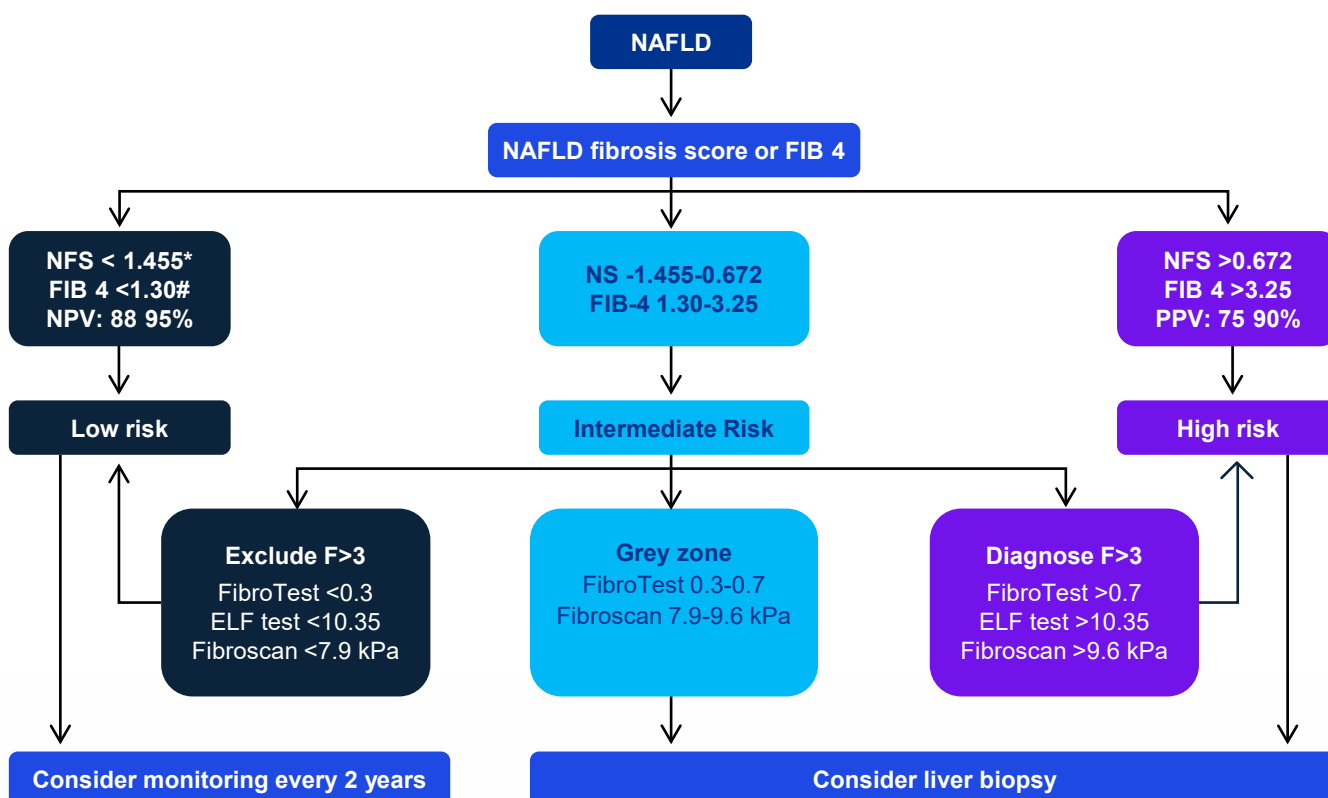 NAFLD
NAFLD fibrosis score or FIB 4
NFS < 1.455*
FIB 4 <1.30#
NPV: 88 95%
NS -1.455-0.672
FIB-4 1.30-3.25
NFS >0.672
FIB 4 >3.25
PPV: 75 90%
Low risk
Intermediate Risk
High risk
Exclude F>3
FibroTest <0.3
ELF test <10.35
Fibroscan <7.9 kPa
Grey zone
FibroTest 0.3-0.7
Fibroscan 7.9-9.6 kPa
Diagnose F>3
FibroTest >0.7
ELF test >10.35
Fibroscan >9.6 kPa
Consider monitoring every 2 years
Consider liver biopsy